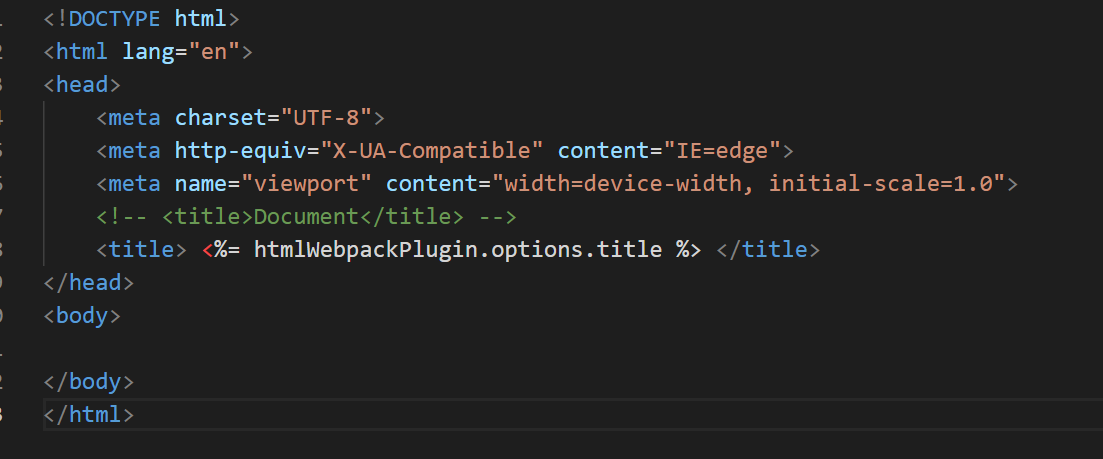 <!DOCTYPE html>
<html lang="en">
<head>
    <meta charset="UTF-8">
    <meta http-equiv="X-UA-Compatible" content="IE=edge">
    <meta name="viewport" content="width=device-width, initial-scale=1.0">
    <!-- <title>Document</title> -->
    <title> <%= htmlWebpackPlugin.options.title %> </title>
</head>
<body>

</body>
</html>